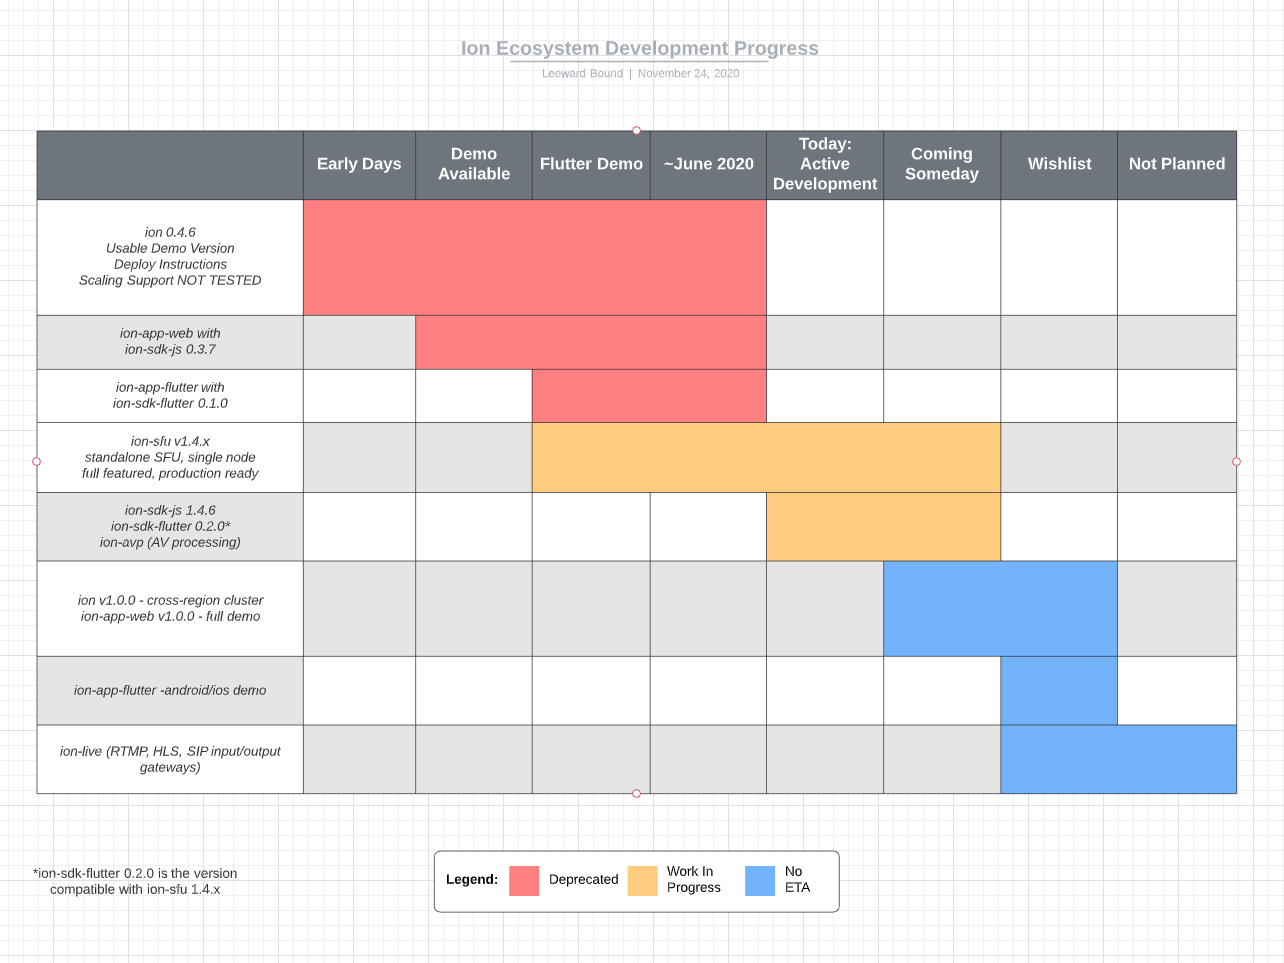 Ion Ecosystem Development Progress
Leeward Bound | November 24, 2020
Early Days
Demo
Available
Flutter Demo
~June 2020
Today:
Active
Development
Coming
Someday
Wishlist
Not Planned
ion 0.4.6
Usable Demo Version
Deploy Instructions
Scaling Support NOT TESTED
ion-app-web with
ion-sdk-js 0.3.7
ion-app-flutter with
ion-sdk-flutter 0.1.0
ion-sfu v1.4.x
standalone SFU, single node
full featured, production ready
ion-sdk-js 1.4.6
ion-sdk-flutter 0.2.0*
ion-avp (AV processing)
ion v1.0.0 - cross-region cluster
ion-app-web v1.0.0 - full demo
ion-app-flutter -android/ios demo
ion-live (RTMP, HLS, SIP input/output
gateways)
*ion-sdk-flutter 0.2.0 is the version
compatible with ion-sfu 1.4.x
Legend:
Deprecated
Work In
Progress
No
ETA